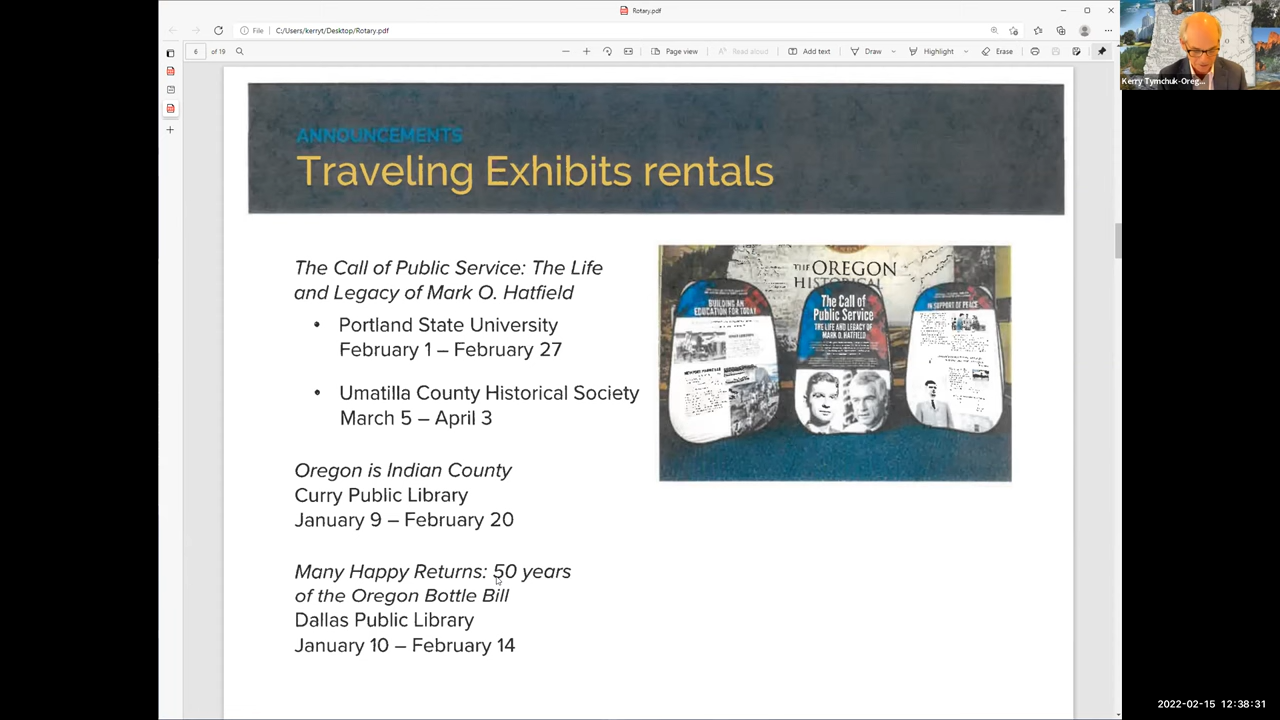 Rotary.pdf
File | C:/Users/kerryt/Desktop/Rotary.pdf
6 of 19
Page view
Read aloud
Add text
Draw
Highlight
Erase
Kerry Tymchuk-Oreg...
ANNOUNCEMENTS
Traveling Exhibits rentals
The Call of Public Service: The Life
and Legacy of Mark O. Hatfield
• Portland State University
February 1 – February 27
• Umatilla County Historical Society
March 5 – April 3
Oregon is Indian County
Curry Public Library
January 9 – February 20
Many Happy Returns: 50 years
of the Oregon Bottle Bill
Dallas Public Library
January 10 – February 14
THE OREGON
HISTORICAL
BUILDING AN
EDUCATION FOR TODAY
The Call of
Public Service
THE LIFE AND LEGACY OF
MARK O. HATFIELD
IN SUPPORT OF PEACE
2022-02-15 12:38:31